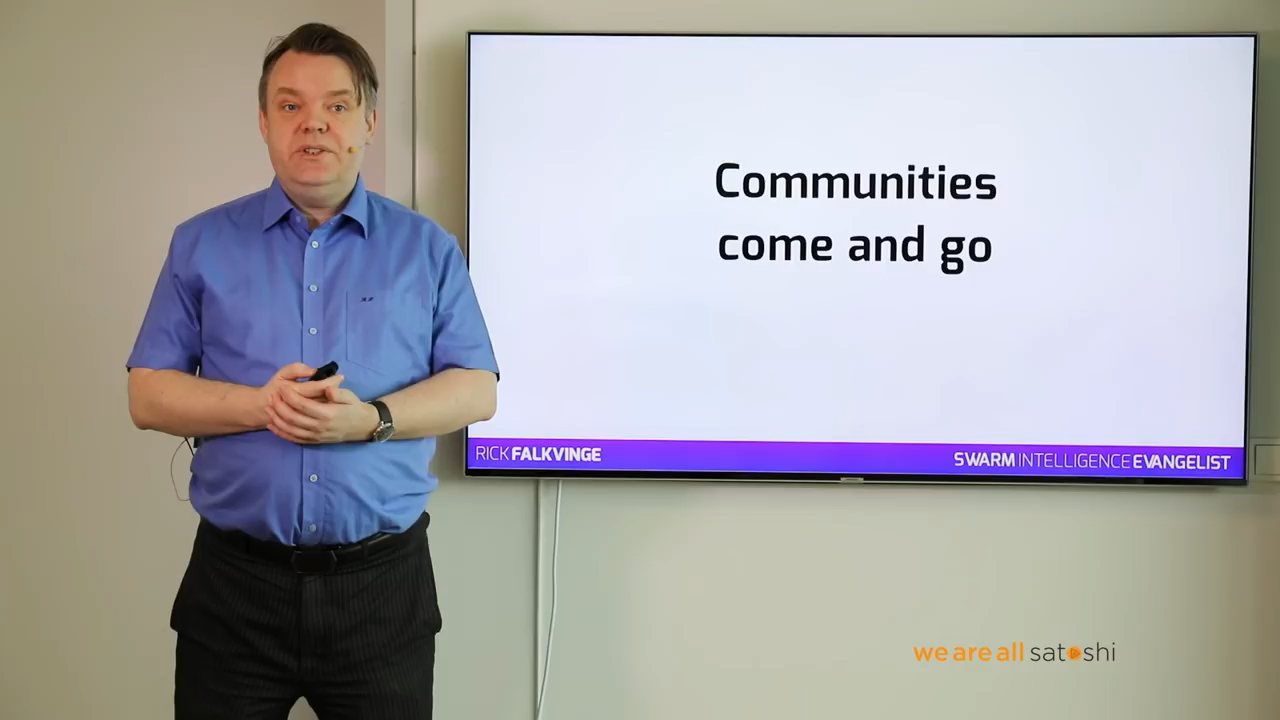 Communities
come and go
RICK FALKVINGE
SWARM INTELLIGENCE EVANGELIST
we are all satoshi